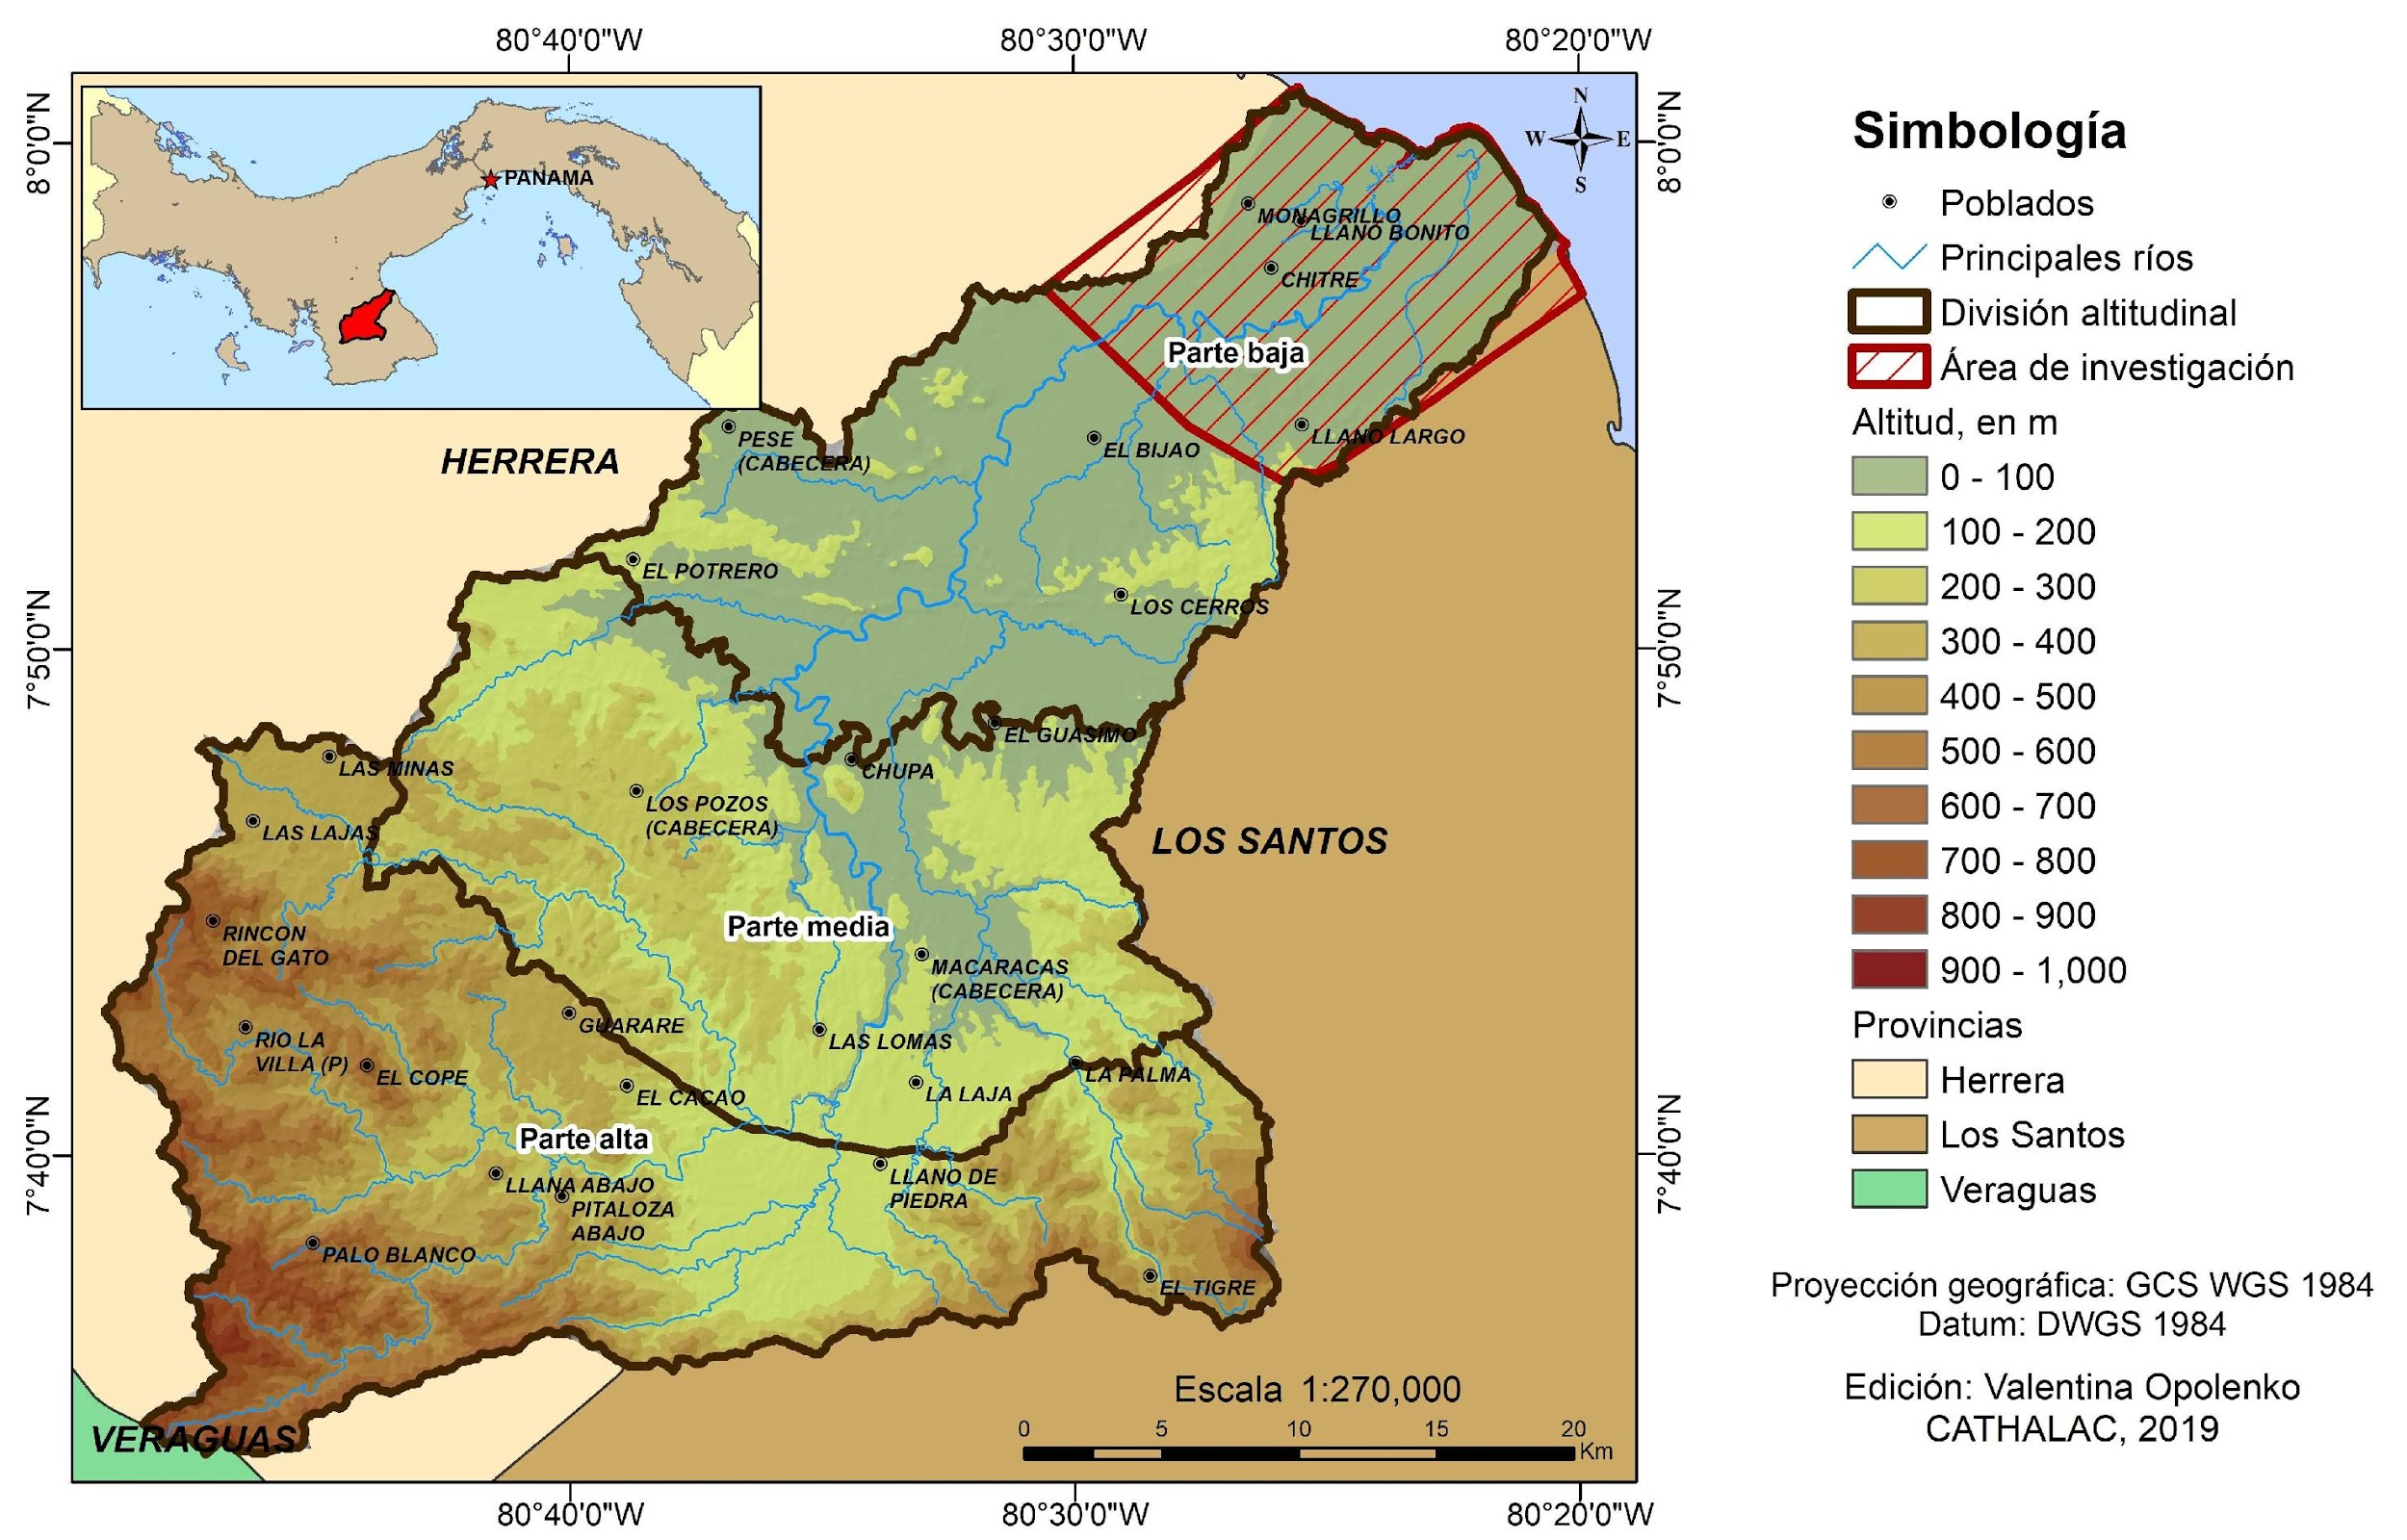 80°40'0"W
80°30'0"W
80°20'0"W
8°0'0"N
8°0'0"N
N
W
E
S
PANAMA
MONAGRILLO
LLANO BONITO
CHITRE
Parte baja
PESE
(CABECERA)
HERRERA
EL BIJAO
LLANO LARGO
EL POTRERO
LOS CERROS
7°50'0"N
7°50'0"N
EL GUASIMO
CHUPA
LAS MINAS
LOS POZOS
(CABECERA)
LAS LAJAS
LOS SANTOS
Parte media
RINCON
DEL GATO
MACARACAS
(CABECERA)
GUARARE
LAS LOMAS
RIO LA
VILLA (P)
EL COPE
EL CACAO
LA LAJA
LA PALMA
7°40'0"N
7°40'0"N
Parte alta
LLANA ABAJO
PITALOZA
ABAJO
LLANO DE
PIEDRA
PALO BLANCO
EL TIGRE
VERAGUAS
Escala 1:270,000
0
5
10
15
20
Km
80°40'0"W
80°30'0"W
80°20'0"W
Simbología
Poblados
Principales ríos
División altitudinal
Área de investigación
Altitud, en m
0 - 100
100 - 200
200 - 300
300 - 400
400 - 500
500 - 600
600 - 700
700 - 800
800 - 900
900 - 1,000
Provincias
Herrera
Los Santos
Veraguas
Proyección geográfica: GCS WGS 1984
Datum: DWGS 1984
Edición: Valentina Opolenko
CATHALAC, 2019